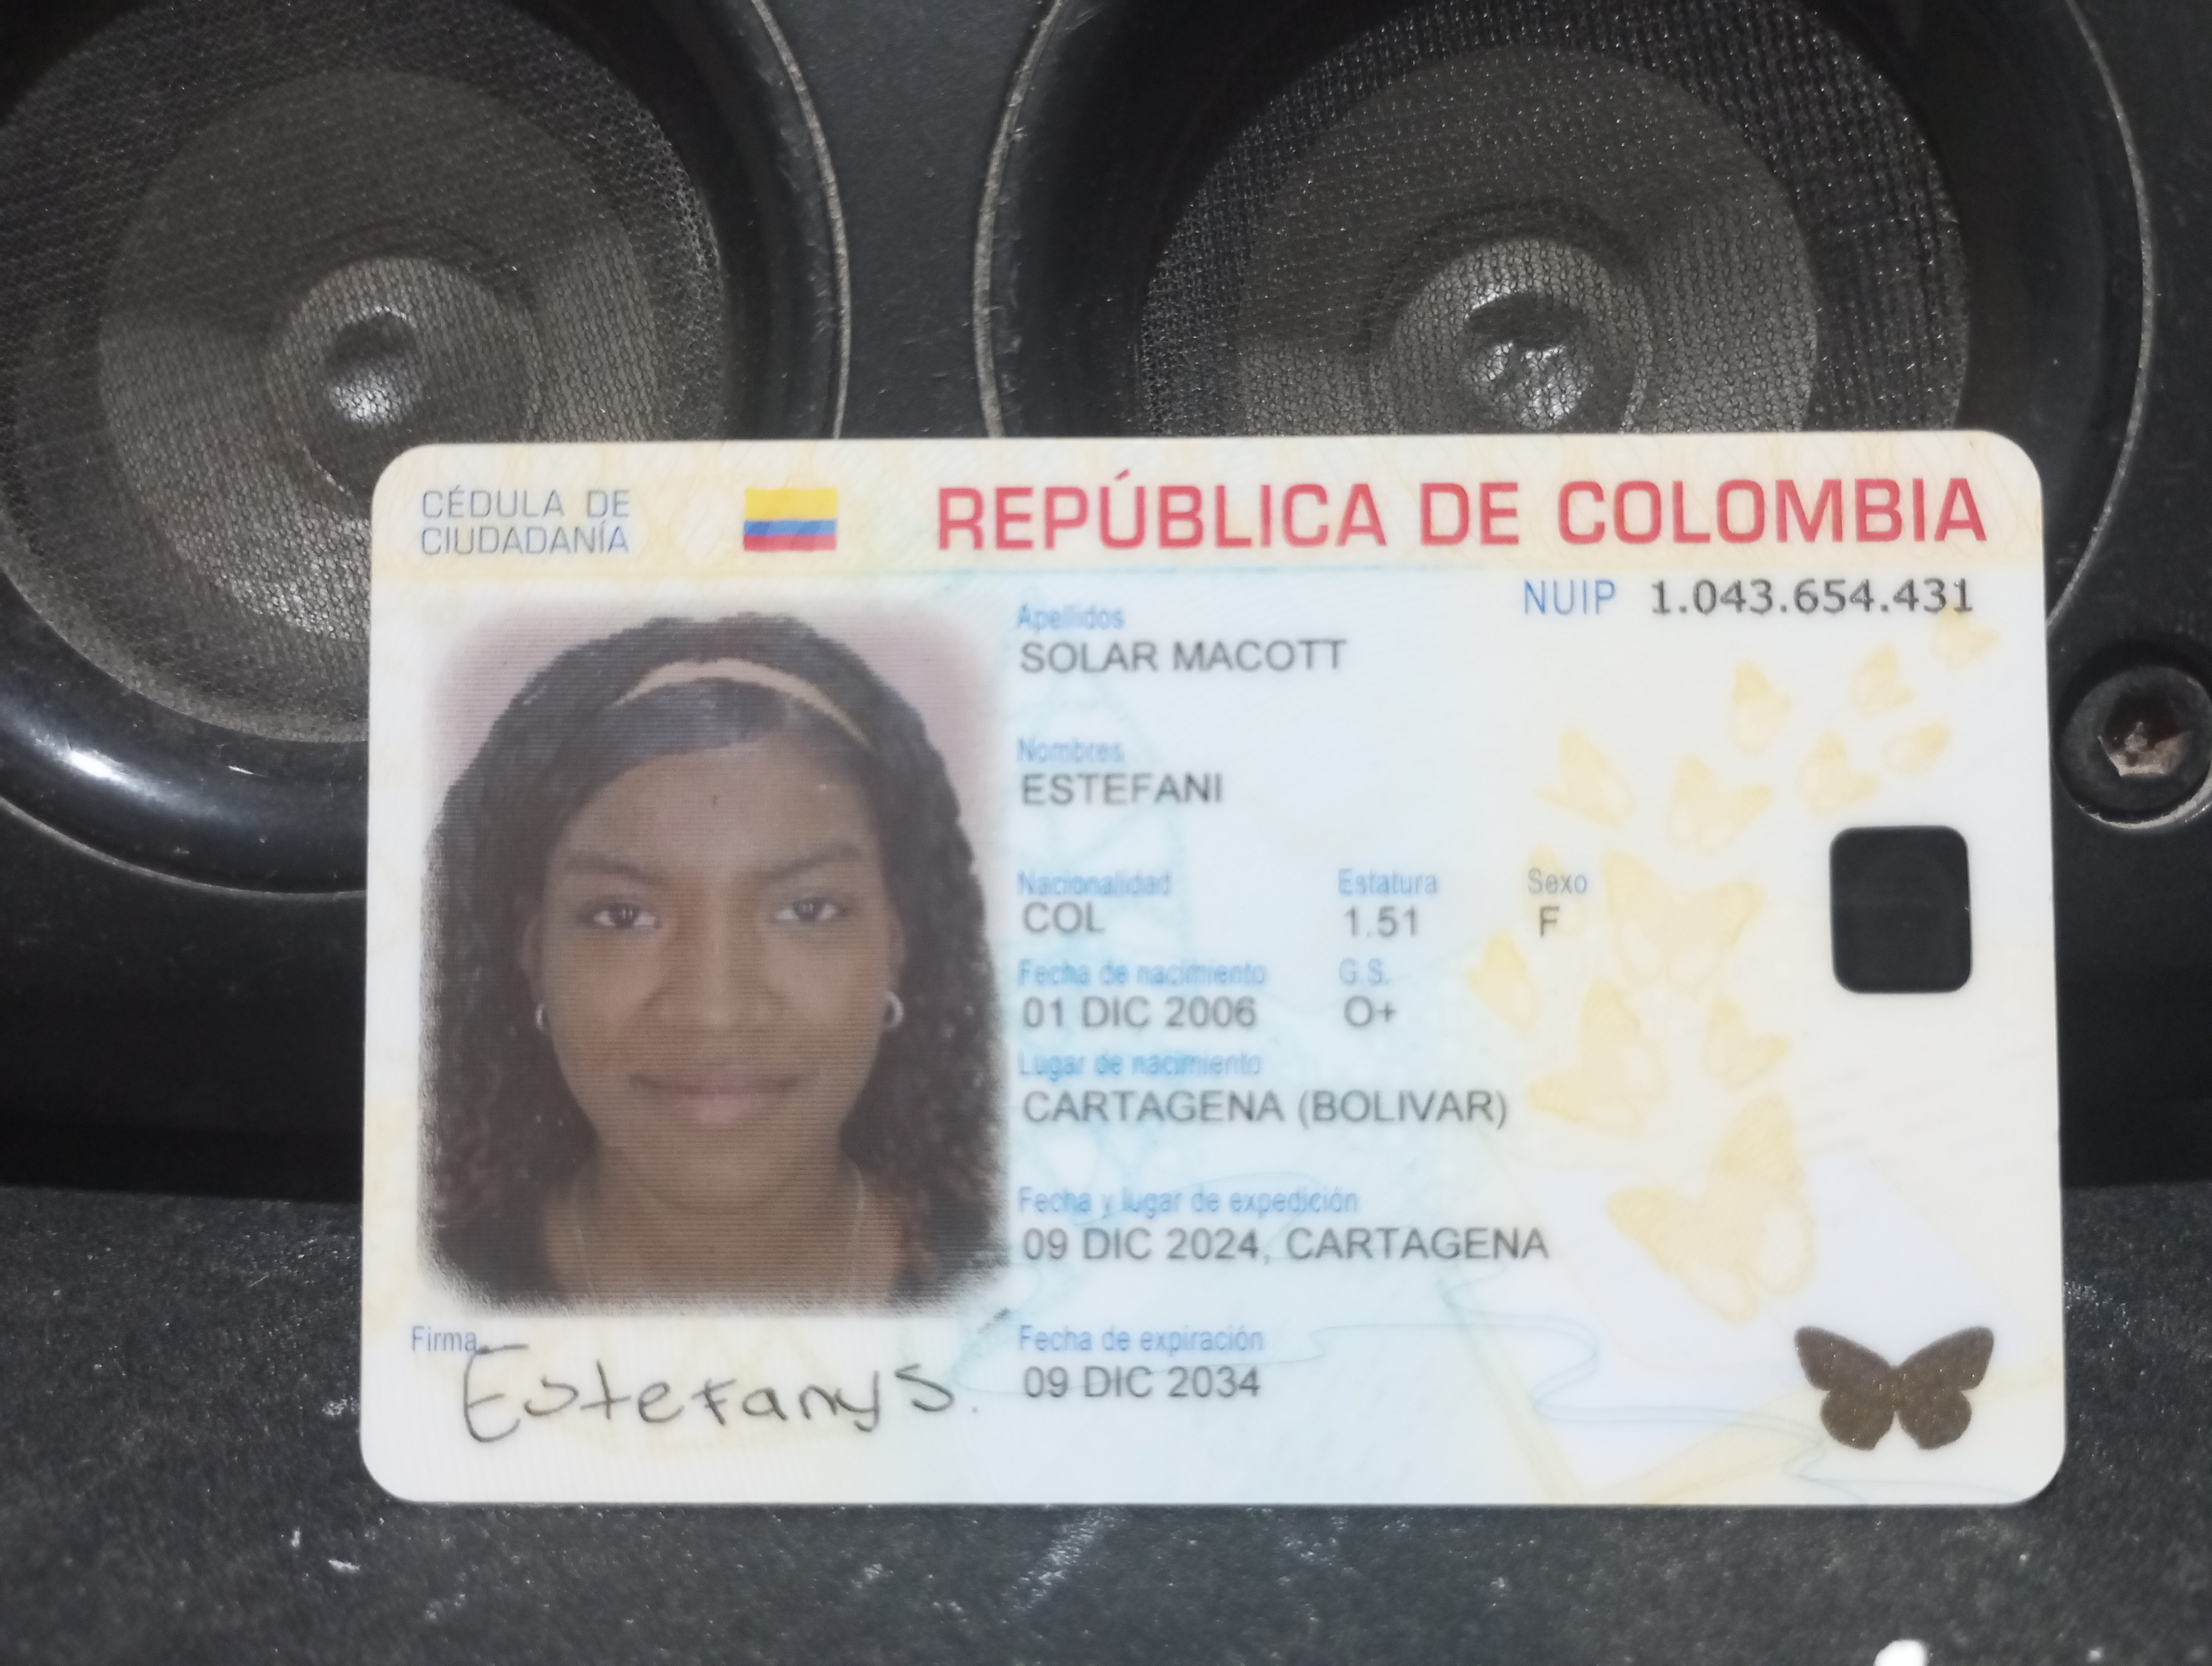 CÉDULA DE
CIUDADANÍA
REPÚBLICA DE COLOMBIA
NUIP 1.043.654.431
Apellidos
SOLAR MACOTT
Nombres
ESTEFANI
Nacionalidad Estatura Sexo
COL 1.51 F
Fecha de nacimiento G.S.
01 DIC 2006 O+
Lugar de nacimiento
CARTAGENA (BOLIVAR)
Fecha y lugar de expedición
09 DIC 2024, CARTAGENA
Fecha de expiración
09 DIC 2034
Firma
Estefany S.